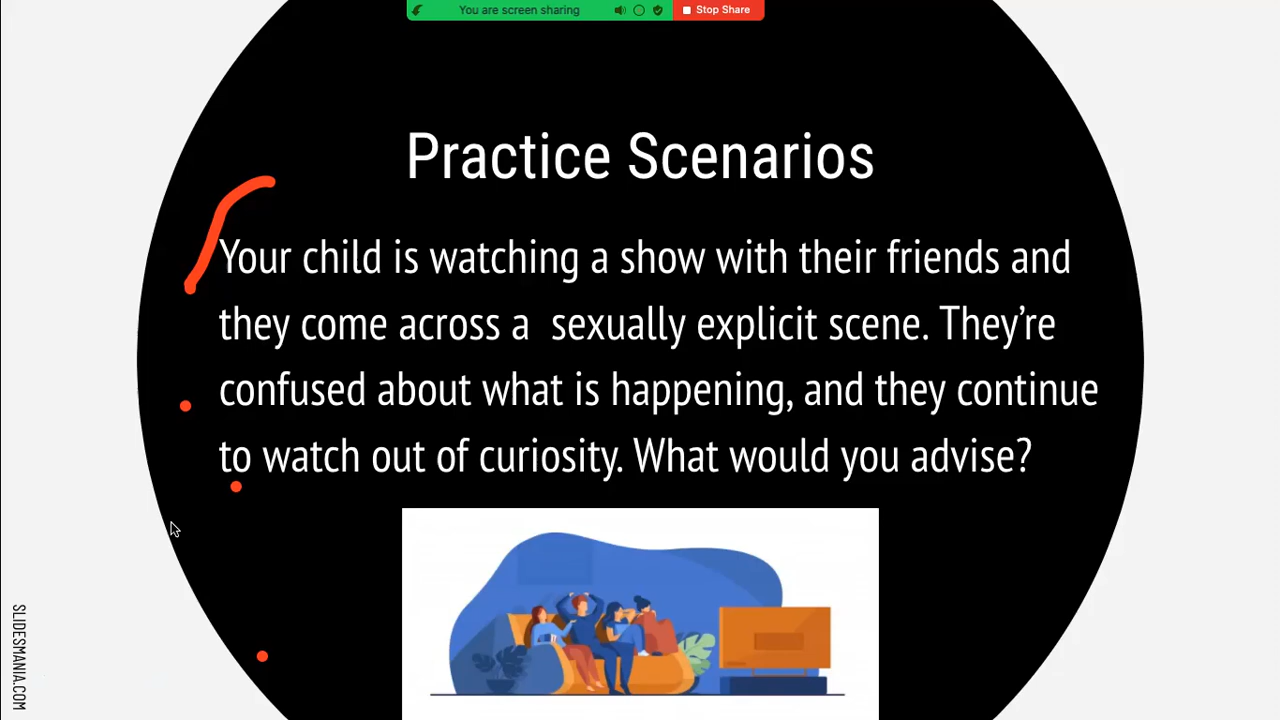 You are screen sharing
Stop Share
Practice Scenarios
Your child is watching a show with their friends and
they come across a  sexually explicit scene. They’re
confused about what is happening, and they continue
to watch out of curiosity. What would you advise?
SLIDESMANIA.COM